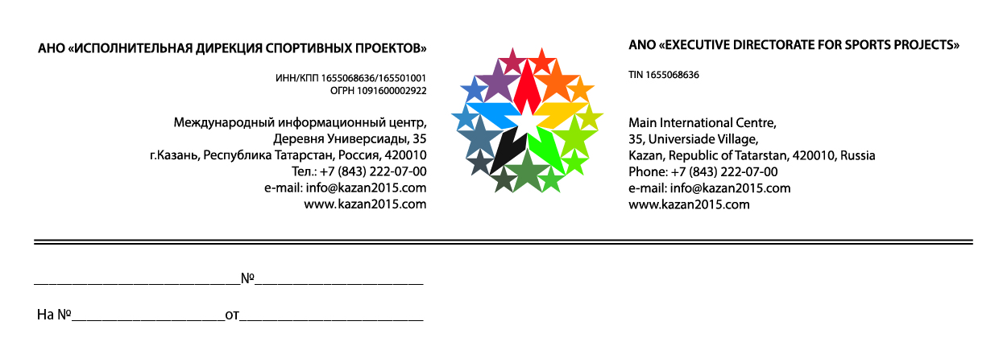 АНО «ИСПОЛНИТЕЛЬНАЯ ДИРЕКЦИЯ СПОРТИВНЫХ ПРОЕКТОВ»
ИНН/КПП 1655068636/165501001
ОГРН 1091600002922
Международный информационный центр,
Деревня Универсиады, 35
г.Казань, Республика Татарстан, Россия, 420010
Тел.: +7 (843) 222-07-00
e-mail: info@kazan2015.com
www.kazan2015.com
ANO «EXECUTIVE DIRECTORATE FOR SPORTS PROJECTS»
TIN 1655068636
Main International Centre,
35, Universiade Village,
Kazan, Republic of Tatarstan, 420010, Russia
Phone: +7 (843) 222-07-00
e-mail: info@kazan2015.com
www.kazan2015.com
___________________________№______________________
На №____________________от________________________